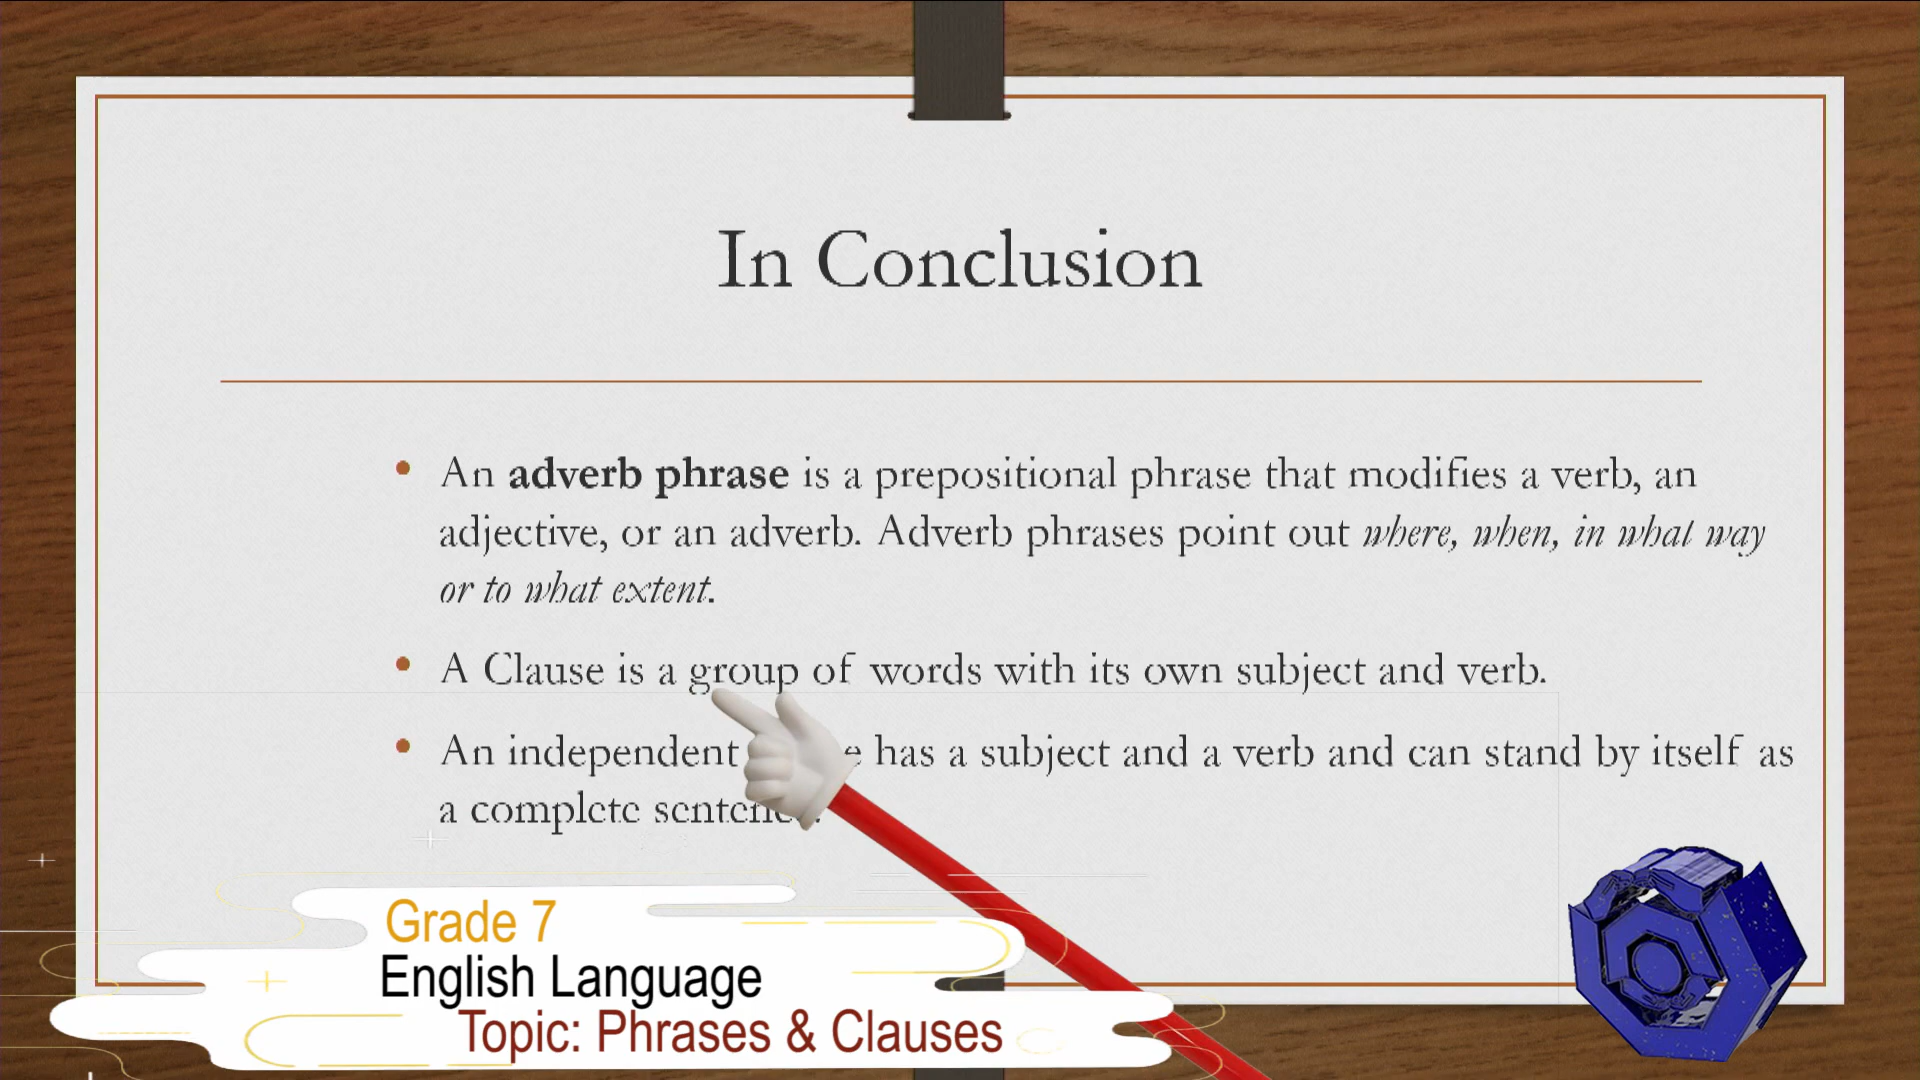 In Conclusion
• An adverb phrase is a prepositional phrase that modifies a verb, an
adjective, or an adverb. Adverb phrases point out where, when, in what way
or to what extent.
• A Clause is a group of words with its own subject and verb.
• An independent has a subject and a verb and can stand by itself as
a complete
Grade 7
English Language
Topic: Phrases & Clauses